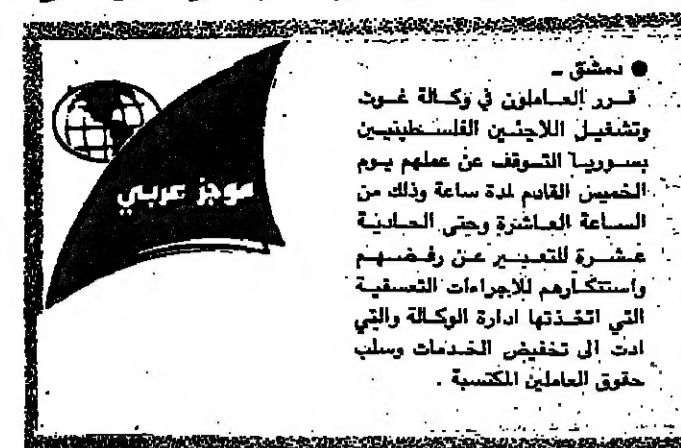 موجز عربي
● دمشق ـ
قرر العاملون في وكالة غوث
وتشغيل اللاجئين الفلسطينيين
بسوريا التوقف عن عملهم يوم
الخميس القادم لمدة ساعة وذلك من
الساعة العاشرة وحتى الحادية
عشرة للتعبير عن رفضهم
واستنكارهم للاجراءات التعسفية
التي اتخذتها ادارة الوكالة والتي
ادت الى تخفيض الخدمات وسلب
حقوق العاملين المكتسبة .